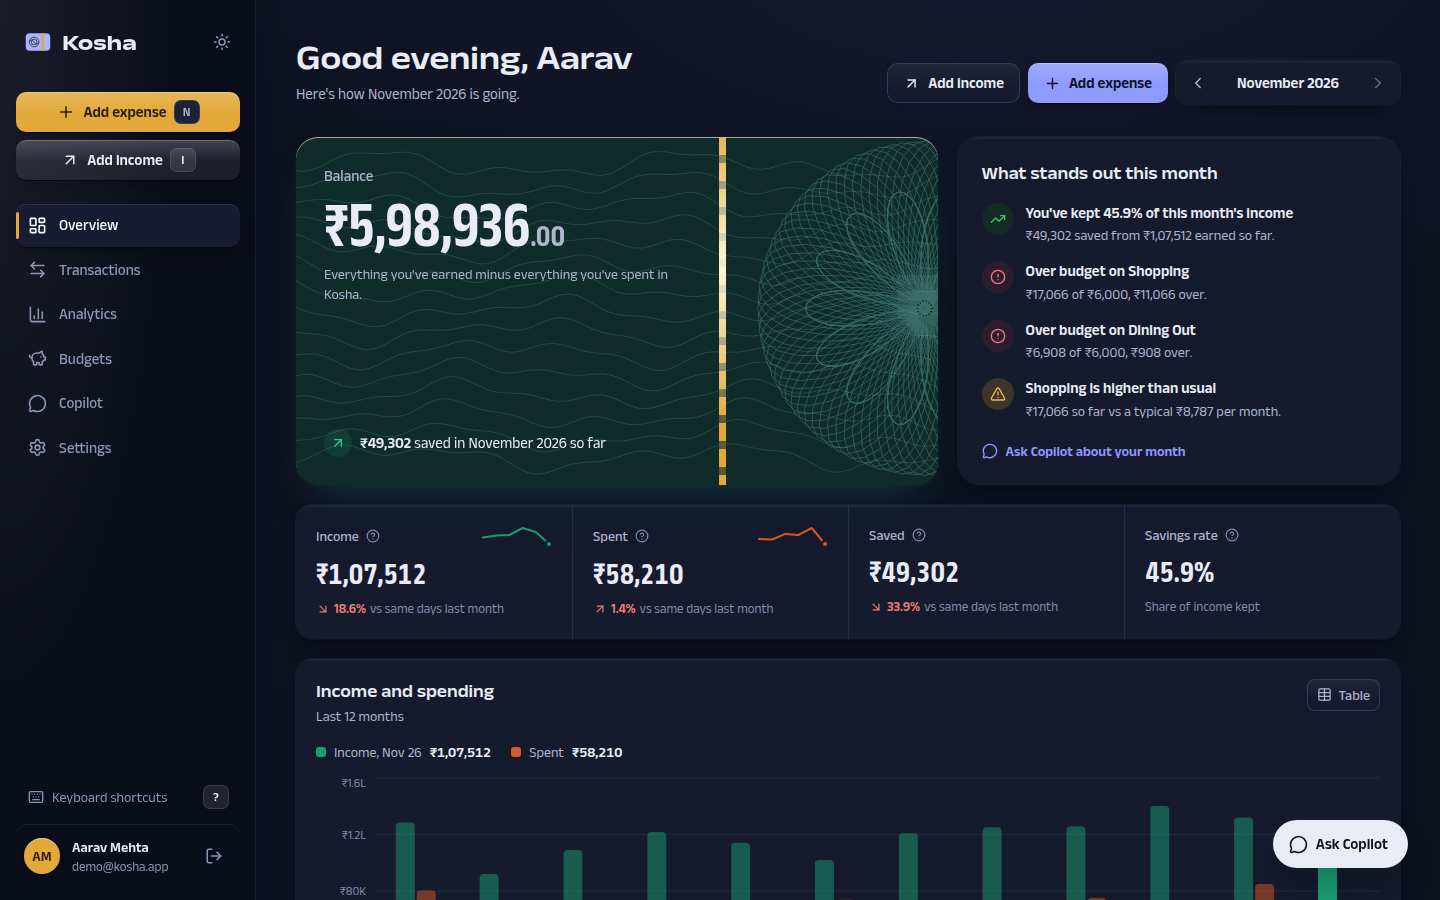 Kosha
Add expense N
Add income I
Overview
Transactions
Analytics
Budgets
Copilot
Settings
Keyboard shortcuts ?
AM
Aarav Mehta
demo@kosha.app
Good evening, Aarav
Here's how November 2026 is going.
Add income
Add expense
November 2026
Balance
₹5,98,936.00
Everything you've earned minus everything you've spent in
Kosha.
₹49,302 saved in November 2026 so far
What stands out this month
You've kept 45.9% of this month's income
₹49,302 saved from ₹1,07,512 earned so far.
Over budget on Shopping
₹17,066 of ₹6,000, ₹11,066 over.
Over budget on Dining Out
₹6,908 of ₹6,000, ₹908 over.
Shopping is higher than usual
₹17,066 so far vs a typical ₹8,787 per month.
Ask Copilot about your month
Income
₹1,07,512
18.6% vs same days last month
Spent
₹58,210
1.4% vs same days last month
Saved
₹49,302
33.9% vs same days last month
Savings rate
45.9%
Share of income kept
Income and spending
Last 12 months
Table
Income, Nov 26 ₹1,07,512 Spent ₹58,210
₹1.6L
₹1.2L
₹80K
Ask Copilot